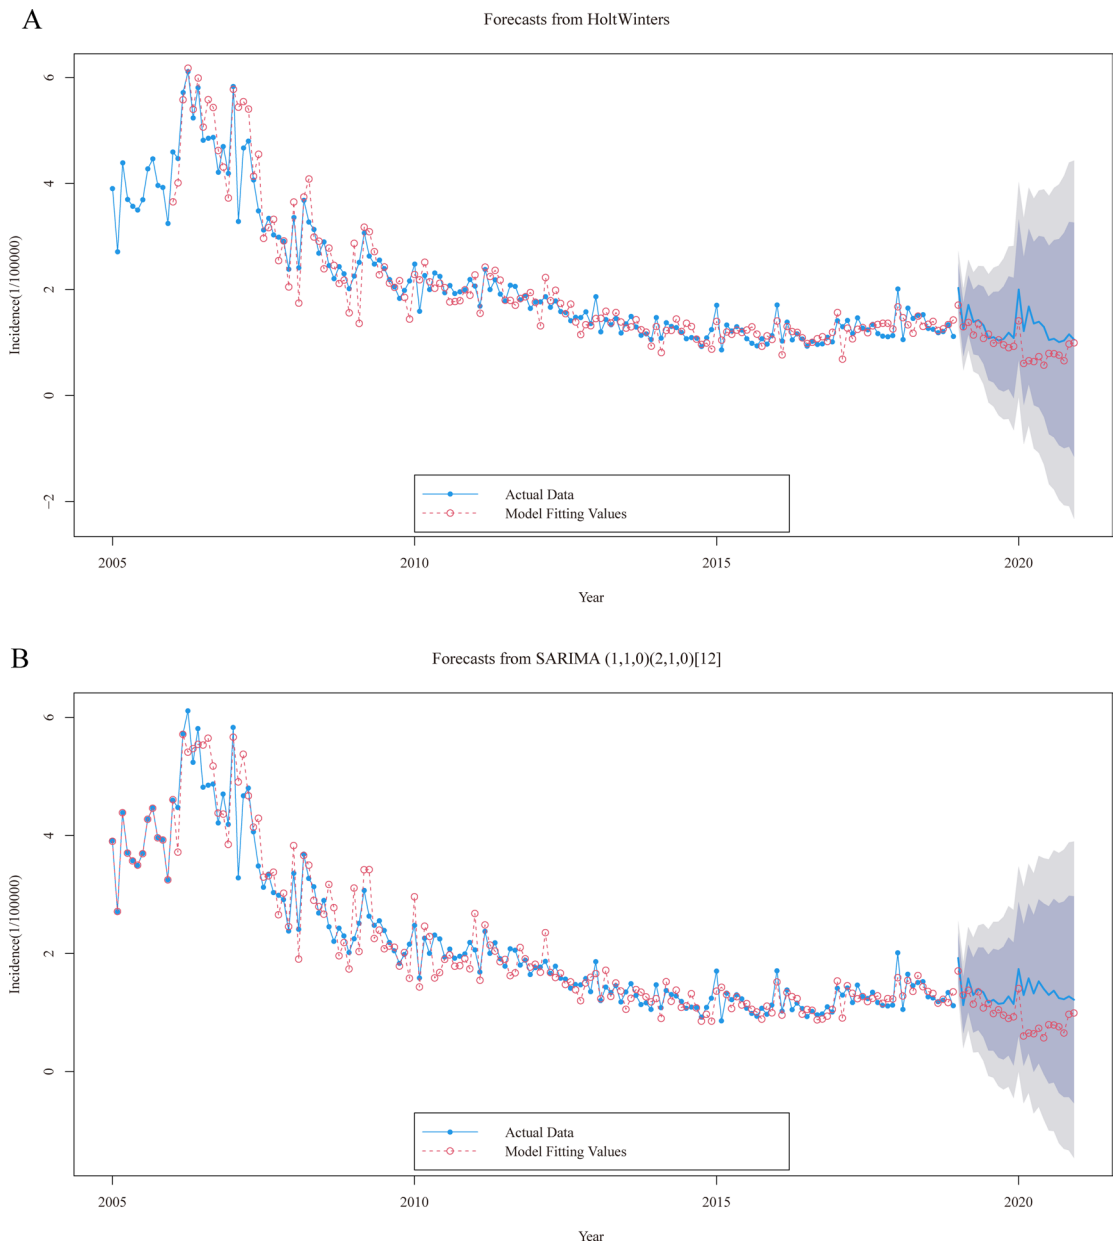 A
Forecasts from HoltWinters
Incidence(1/100000)
6
4
2
0
−2
Actual Data
Model Fitting Values
2005
2010
2015
2020
Year
B
Forecasts from SARIMA (1,1,0)(2,1,0)[12]
Incidence(1/100000)
6
4
2
0
Actual Data
Model Fitting Values
2005
2010
2015
2020
Year